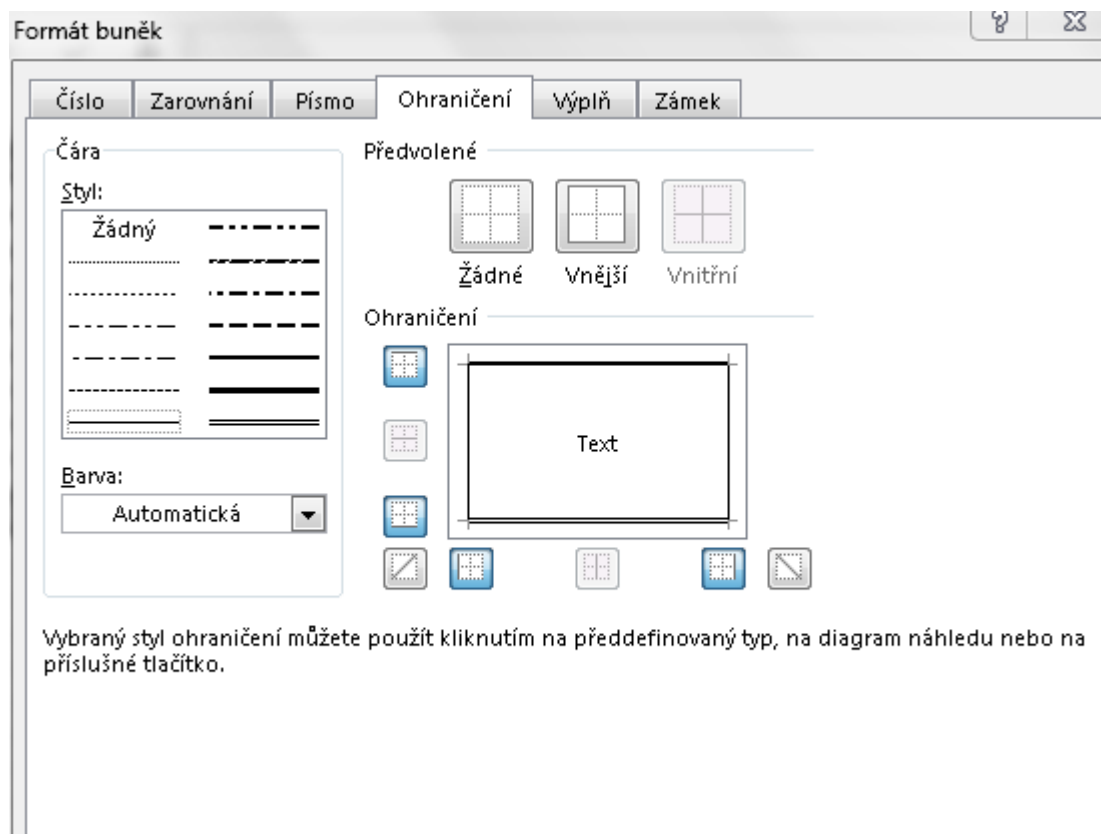 Formát buněk
Číslo Zarovnání Písmo Ohraničení Výplň Zámek
Čára
Styl:
Žádný
Barva:
Automatická
Předvolené
Žádné Vnější Vnitřní
Ohraničení
Text
Vybraný styl ohraničení můžete použít kliknutím na předdefinovaný typ, na diagram náhledu nebo na
příslušné tlačítko.